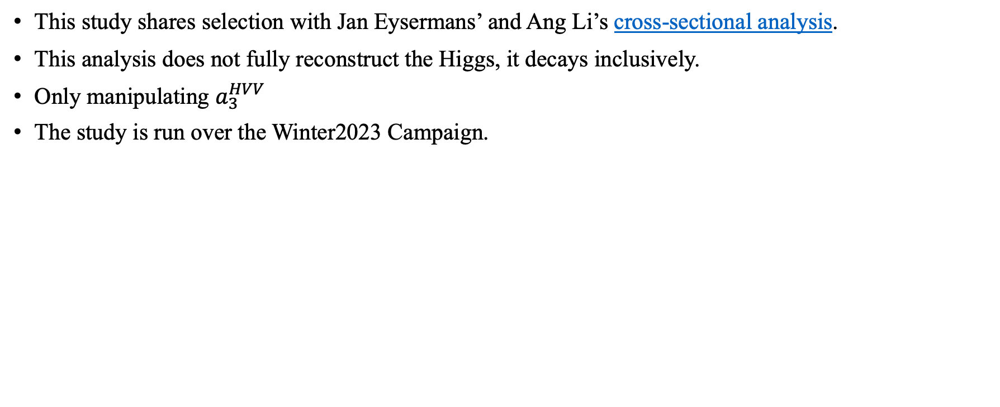 • This study shares selection with Jan Eysermans’ and Ang Li’s cross-sectional analysis.
• This analysis does not fully reconstruct the Higgs, it decays inclusively.
• Only manipulating $a_3^{HVV}$
• The study is run over the Winter2023 Campaign.